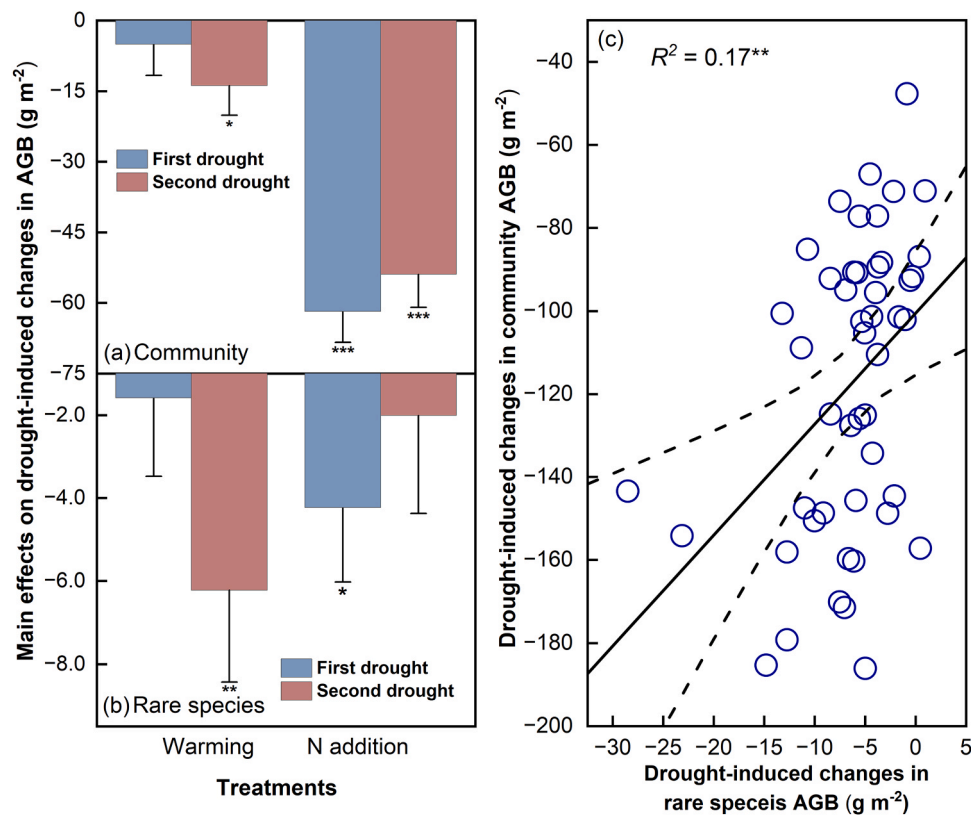 Main effects on drought-induced changes in AGB (g m⁻²)
0
−15
−30
−45
−60
−75
*
***
***
First drought
Second drought
(a) Community
−2.0
−4.0
−6.0
−8.0
**
*
First drought
Second drought
(b) Rare species
Warming
N addition
Treatments
Drought-induced changes in community AGB (g m⁻²)
(c)
R² = 0.17**
−40
−60
−80
−100
−120
−140
−160
−180
−200
−30 −25 −20 −15 −10 −5 0 5
Drought-induced changes in
rare speceis AGB (g m⁻²)